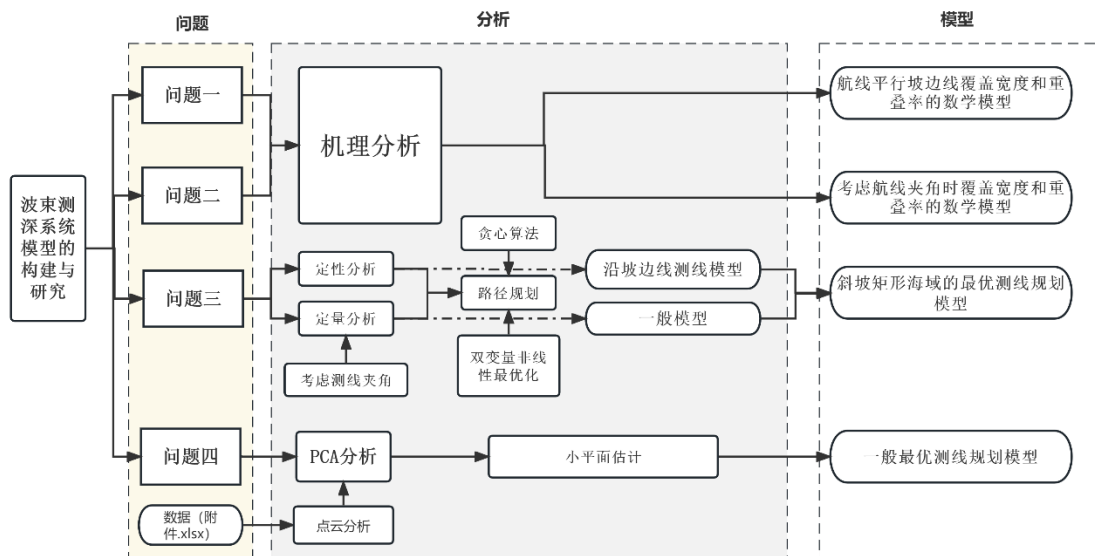 问题
分析
模型
波束测
深系统
模型的
构建与
研究
问题一
问题二
问题三
问题四
数据（附
件.xlsx）
机理分析
定性分析
定量分析
考虑测线夹角
贪心算法
路径规划
双变量非线
性最优化
沿坡边线测线模型
一般模型
PCA分析
点云分析
小平面估计
航线平行坡边线覆盖宽度和重
叠率的数学模型
考虑航线夹角时覆盖宽度和重
叠率的数学模型
斜坡矩形海域的最优测线规划
模型
一般最优测线规划模型